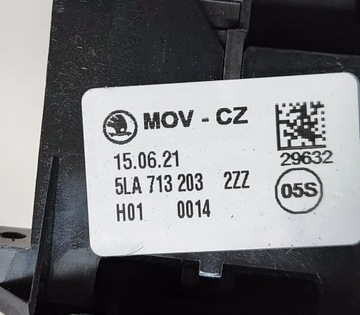 MOV - CZ
15.06.21
29632
5LA 713 203 2ZZ
05S
H01 0014